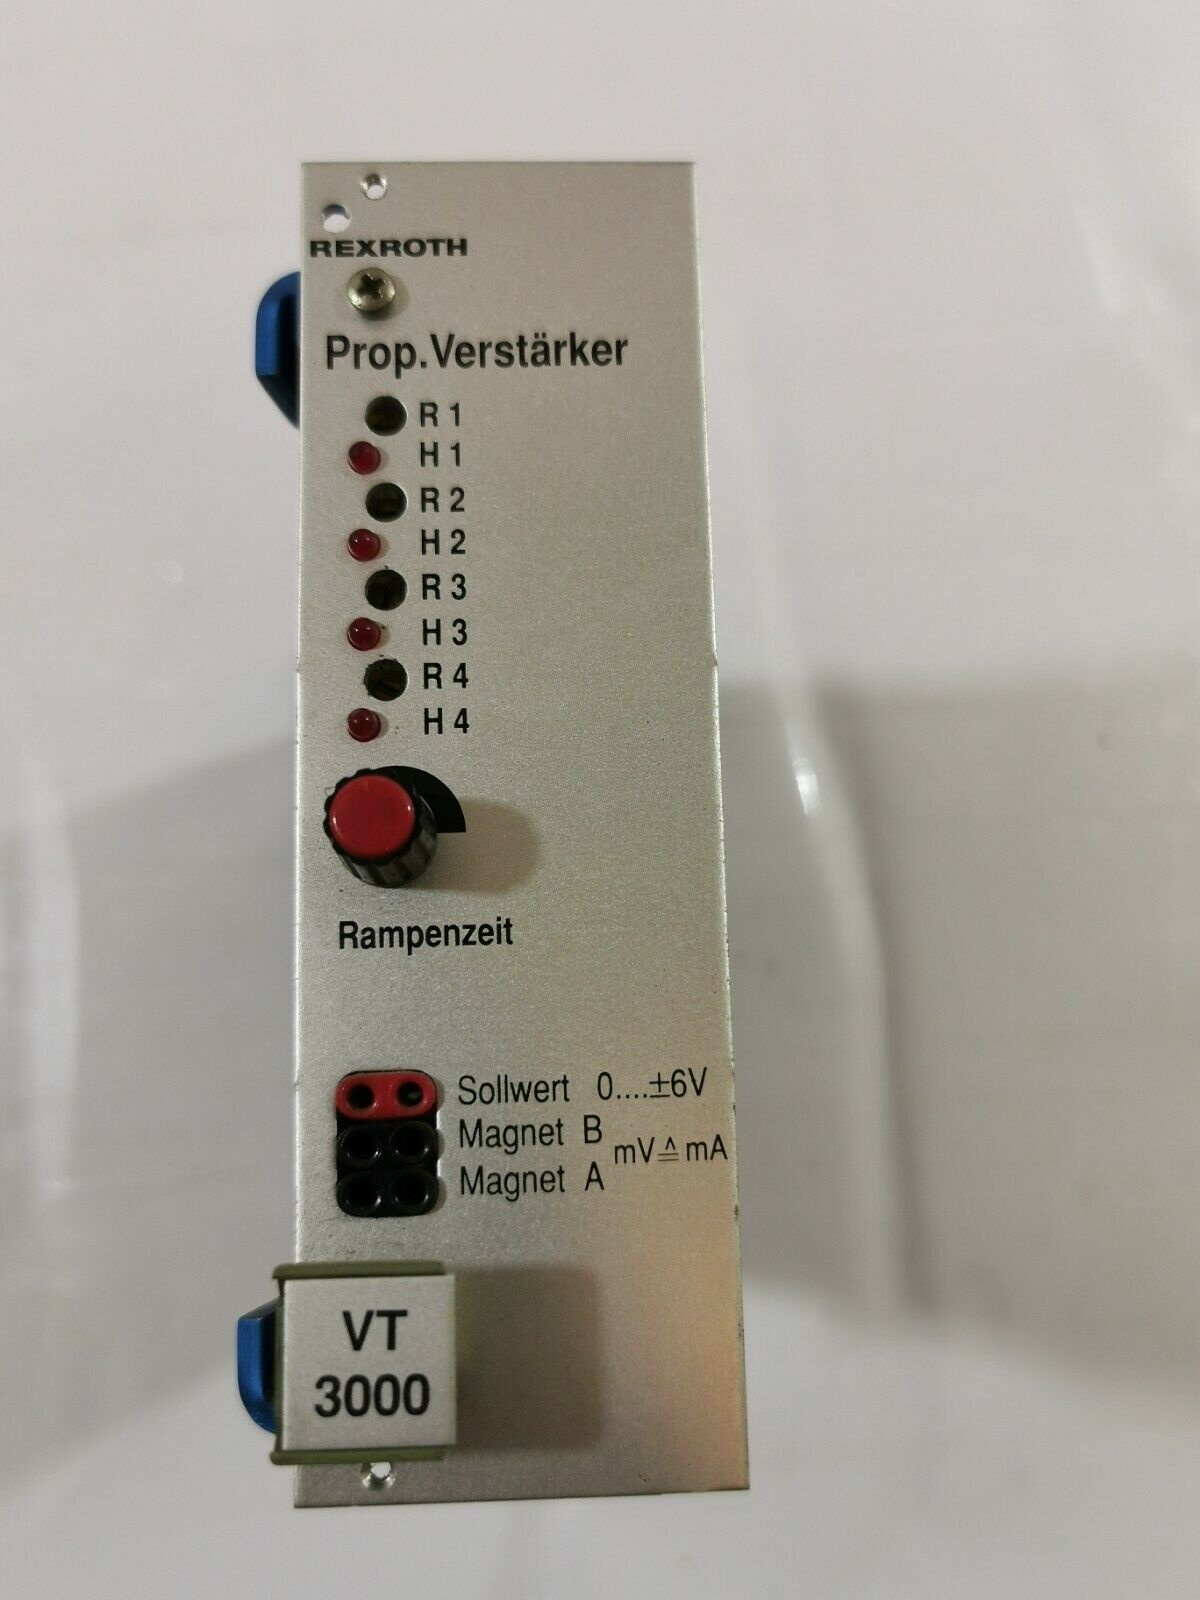 REXROTH
Prop.Verstärker
R 1
H 1
R 2
H 2
R 3
H 3
R 4
H 4
Rampenzeit
Sollwert 0....±6V
Magnet B
mV≙mA
Magnet A
VT
3000